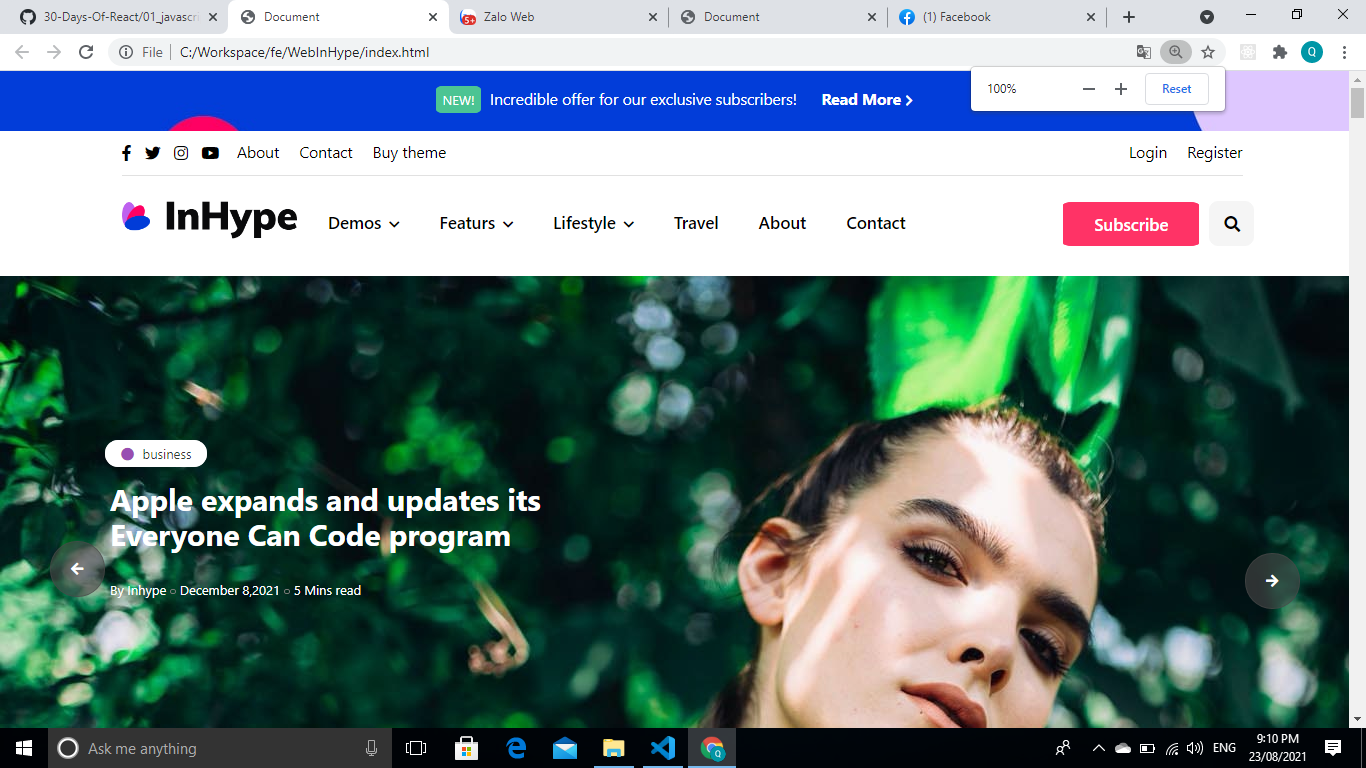 30-Days-Of-React/01_javascri
Document
5+
Zalo Web
Document
(1) Facebook
File
C:/Workspace/fe/WebInHype/index.html
Q
100%
Reset
NEW!
Incredible offer for our exclusive subscribers!
Read More
About
Contact
Buy theme
Login
Register
InHype
Demos
Featurs
Lifestyle
Travel
About
Contact
Subscribe
business
Apple expands and updates its
Everyone Can Code program
By Inhype ○ December 8,2021 ○ 5 Mins read
Ask me anything
Q
ENG
9:10 PM
23/08/2021